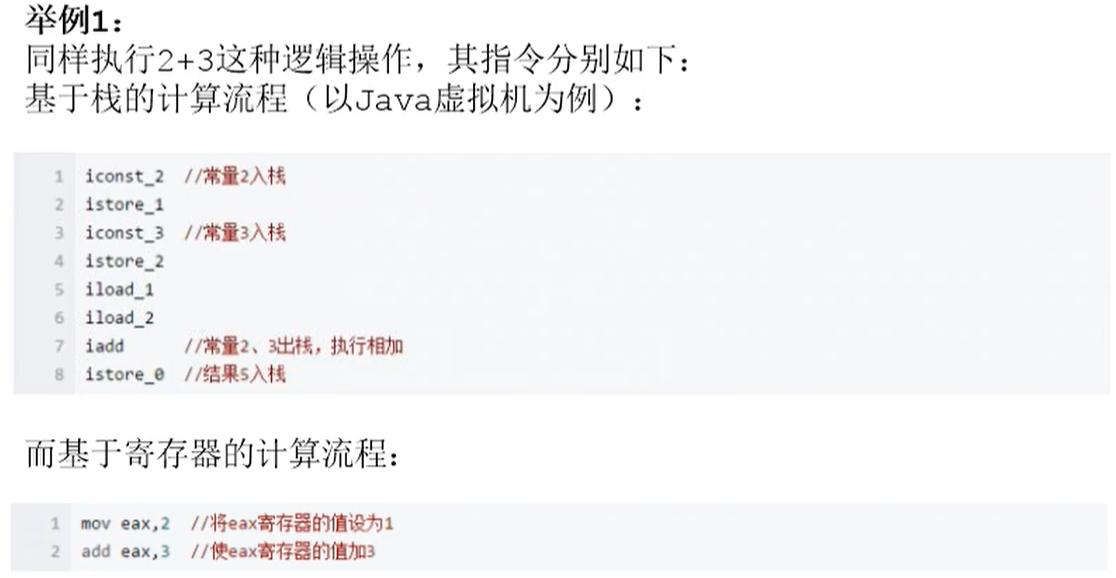 举例1:
同样执行2+3这种逻辑操作，其指令分别如下:
基于栈的计算流程（以Java虚拟机为例）:
1 iconst_2 //常量2入栈
2 istore_1
3 iconst_3 //常量3入栈
4 istore_2
5 iload_1
6 iload_2
7 iadd //常量2、3出栈，执行相加
8 istore_0 //结果5入栈
而基于寄存器的计算流程:
1 mov eax,2 //将eax寄存器的值设为1
2 add eax,3 //使eax寄存器的值加3